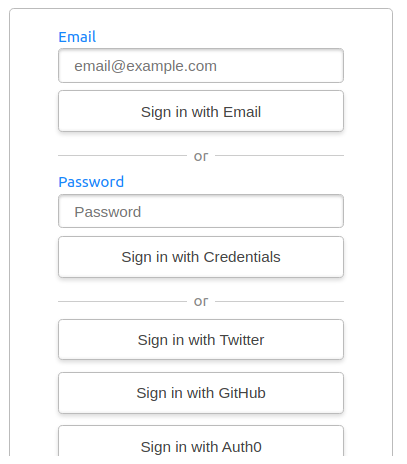 Email
email@example.com
Sign in with Email
or
Password
Password
Sign in with Credentials
or
Sign in with Twitter
Sign in with GitHub
Sign in with Auth0